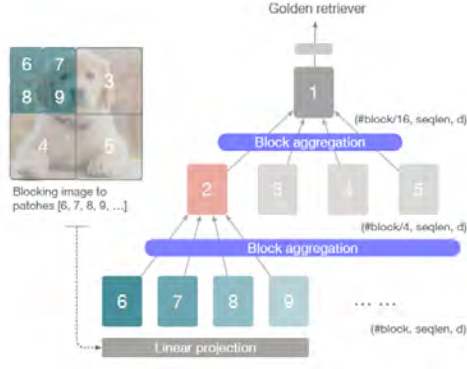 Golden retriever
6 7 3
8 9
4 5
1
(#block/16, seqlen, d)
Block aggregation
Blocking image to
patches [6, 7, 8, 9, ...]
2 3 4 5
(#block/4, seqlen, d)
Block aggregation
6 7 8 9 ... ...
(#block, seqlen, d)
Linear projection